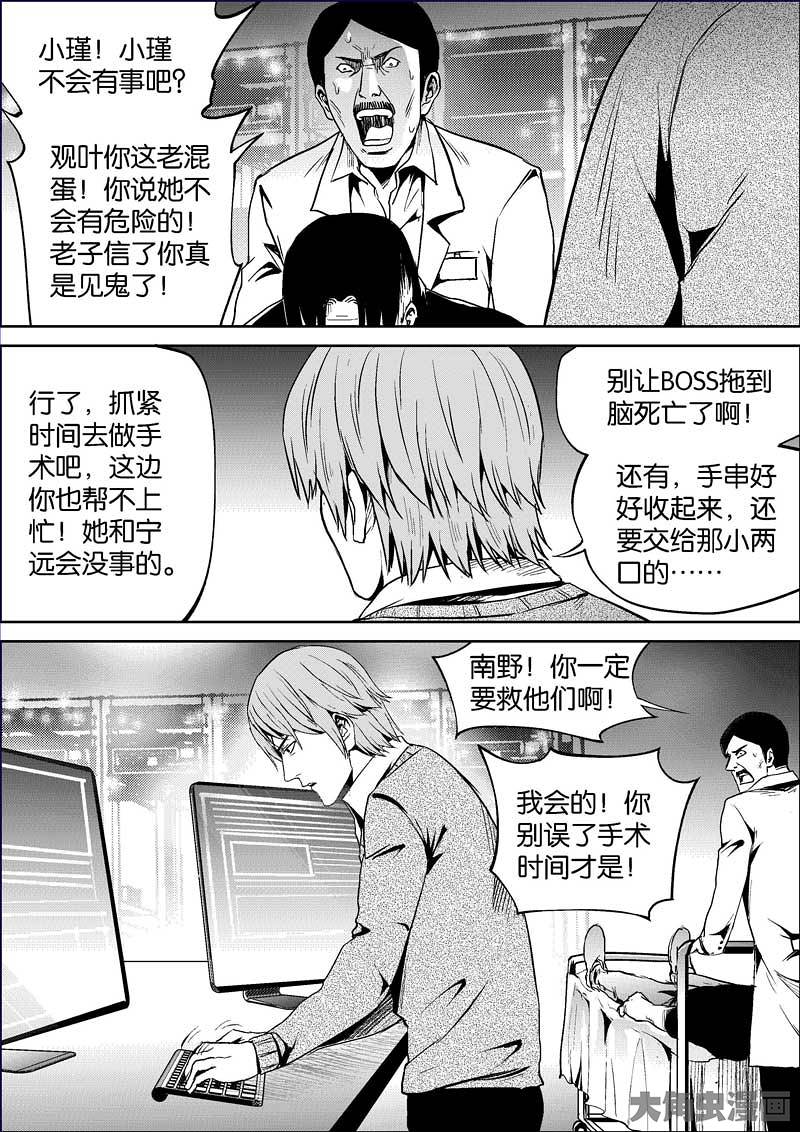 小瑾！小瑾
不会有事吧？
观叶你这老混
蛋！你说她不
会有危险的！
老子信了你真
是见鬼了！
行了，抓紧
时间去做手
术吧，这边
你也帮不上
忙！她和宁
远会没事的。
别让BOSS拖到
脑死亡了啊！
还有，手串好
好收起来，还
要交给那小两
口的……
南野！你一定
要救他们啊！
我会的！你
别误了手术
时间才是！
大角虫漫画